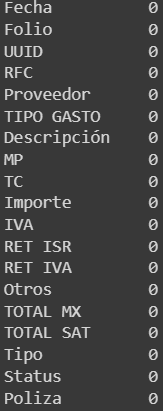 Fecha 0
Folio 0
UUID 0
RFC 0
Proveedor 0
TIPO GASTO 0
Descripción 0
MP 0
TC 0
Importe 0
IVA 0
RET ISR 0
RET IVA 0
Otros 0
TOTAL MX 0
TOTAL SAT 0
Tipo 0
Status 0
Poliza 0